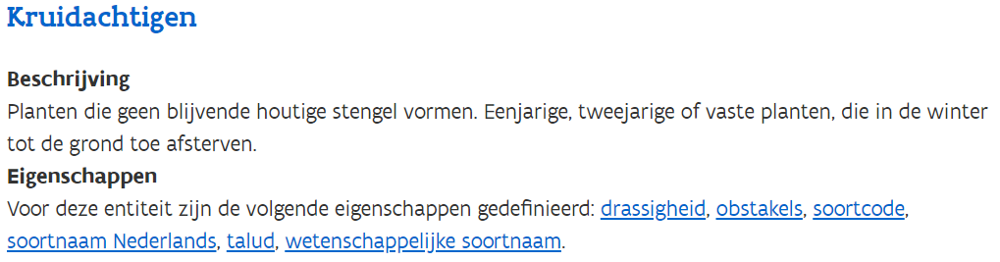 Kruidachtigen
Beschrijving
Planten die geen blijvende houtige stengel vormen. Eenjarige, tweejarige of vaste planten, die in de winter
tot de grond toe afsterven.
Eigenschappen
Voor deze entiteit zijn de volgende eigenschappen gedefinieerd: drassigheid, obstakels, soortcode,
soortnaam Nederlands, talud, wetenschappelijke soortnaam.